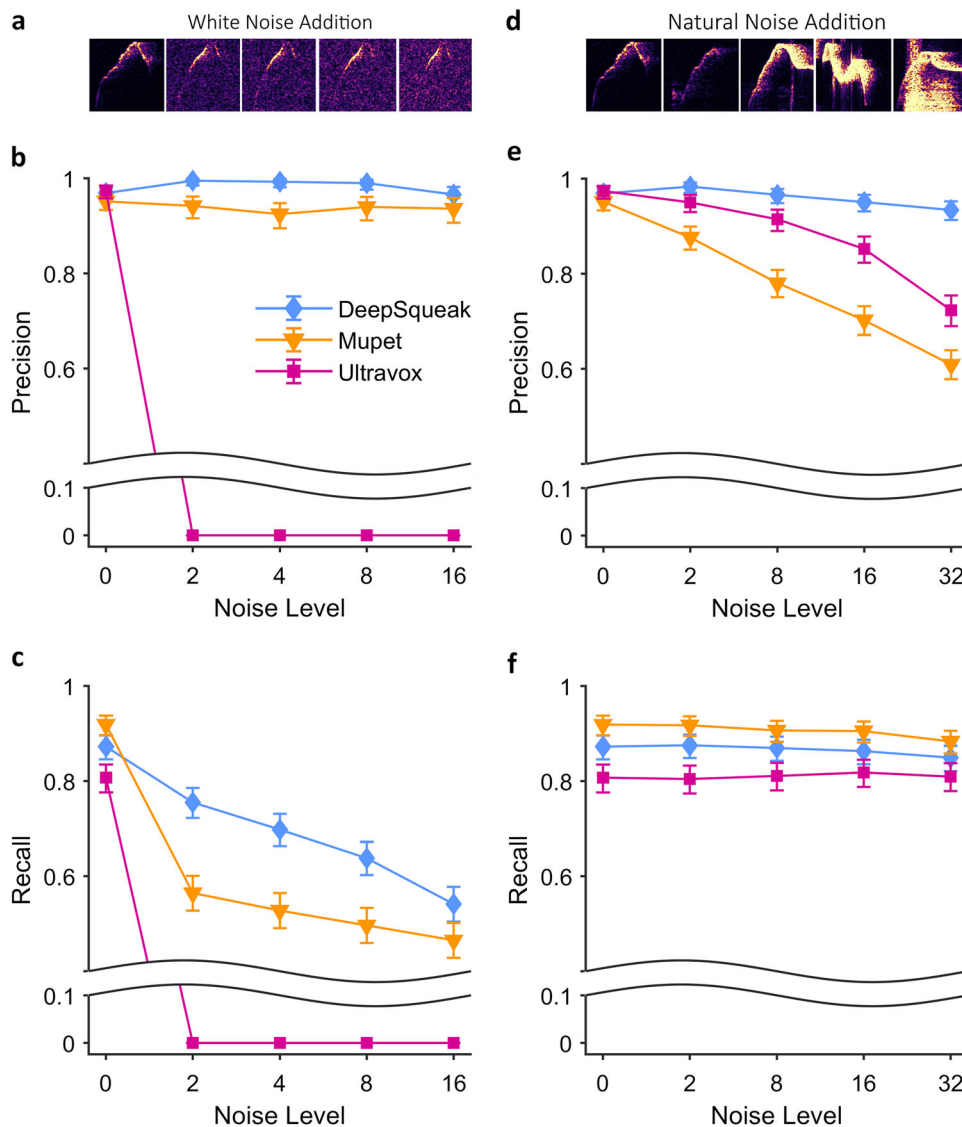 a White Noise Addition
b
1
0.8
0.6
0.1
0
Precision
DeepSqueak
Mupet
Ultravox
0 2 4 8 16
Noise Level
c
1
0.8
0.6
0.1
0
Recall
0 2 4 8 16
Noise Level
d Natural Noise Addition
e
1
0.8
0.6
0.1
0
Precision
0 2 8 16 32
Noise Level
f
1
0.8
0.6
0.1
0
Recall
0 2 8 16 32
Noise Level